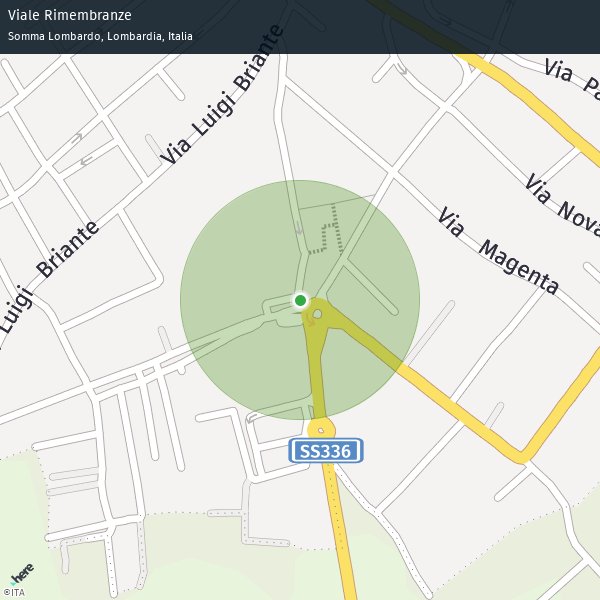 Viale Rimembranze
Somma Lombardo, Lombardia, Italia
Via Luigi Briante
Via Pa
Via Nova
Via Magenta
Luigi Briante
SS336
here
©ITA